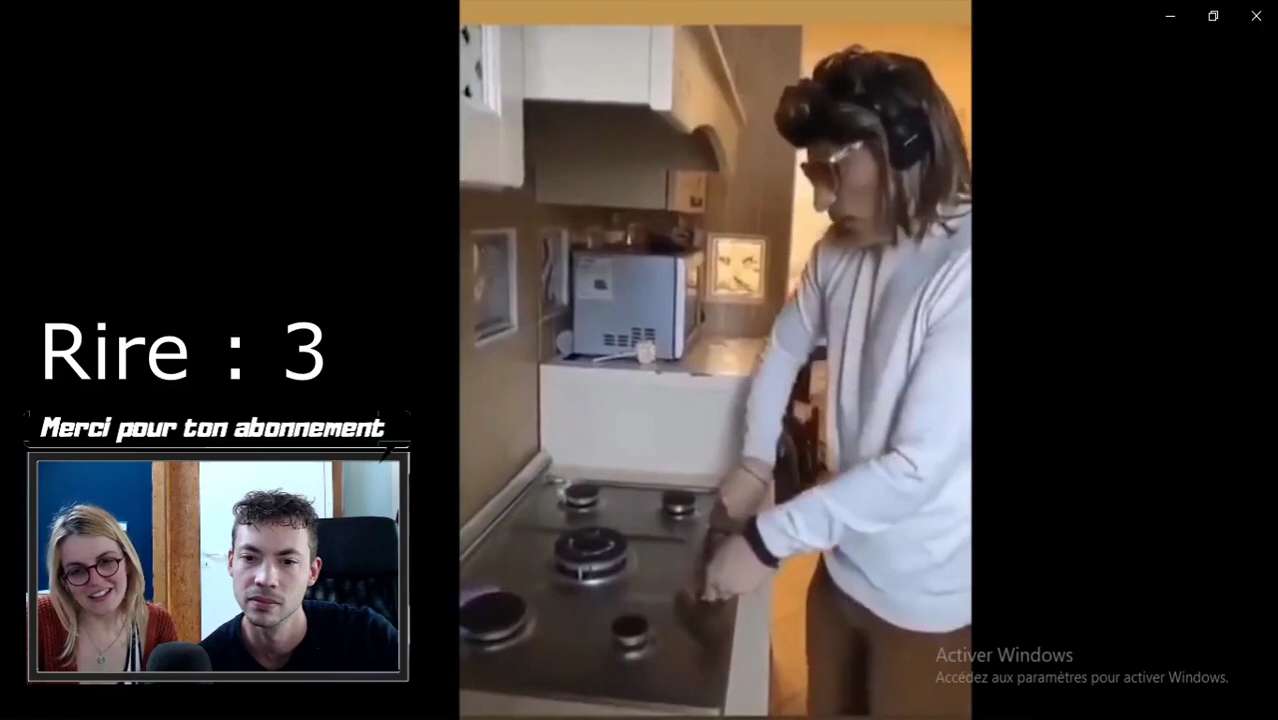 Rire : 3
Merci pour ton abonnement
Activer Windows
Accédez aux paramètres pour activer Windows.